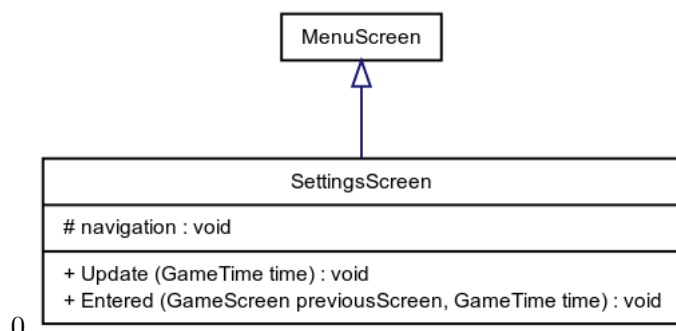 MenuScreen
SettingsScreen
# navigation : void
+ Update (GameTime time) : void
+ Entered (GameScreen previousScreen, GameTime time) : void
0